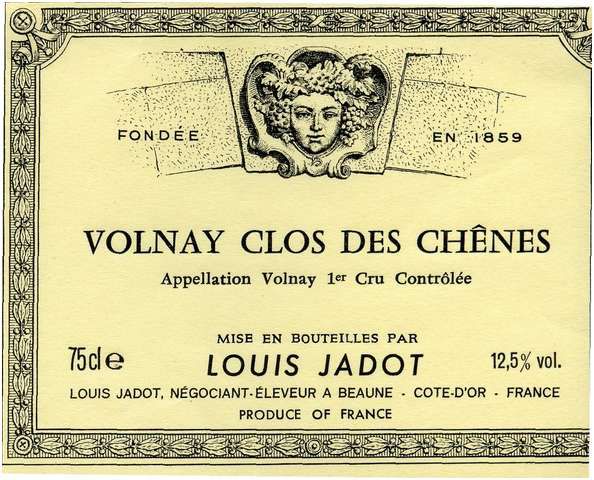 FONDÉE EN 1859
VOLNAY CLOS DES CHÊNES
Appellation Volnay 1er Cru Contrôlée
MISE EN BOUTEILLES PAR
75cl e LOUIS JADOT 12,5% vol.
LOUIS JADOT, NÉGOCIANT-ÉLEVEUR A BEAUNE - COTE-D'OR - FRANCE
PRODUCE OF FRANCE